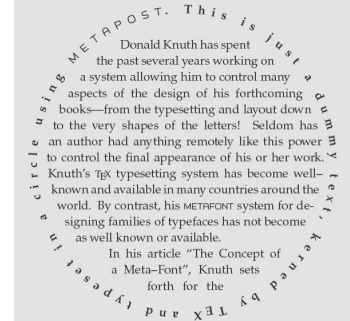 This is just a dummy text, kerned by TEX and typeset in a circle using METAPOST.
Donald Knuth has spent
the past several years working on
a system allowing him to control many
aspects of the design of his forthcoming
books—from the typesetting and layout down
to the very shapes of the letters! Seldom has
an author had anything remotely like this power
to control the final appearance of his or her work.
Knuth's TEX typesetting system has become well–
known and available in many countries around the
world. By contrast, his METAFONT system for de-
signing families of typefaces has not become
as well known or available.
In his article “The Concept of
a Meta–Font”, Knuth sets
forth for the